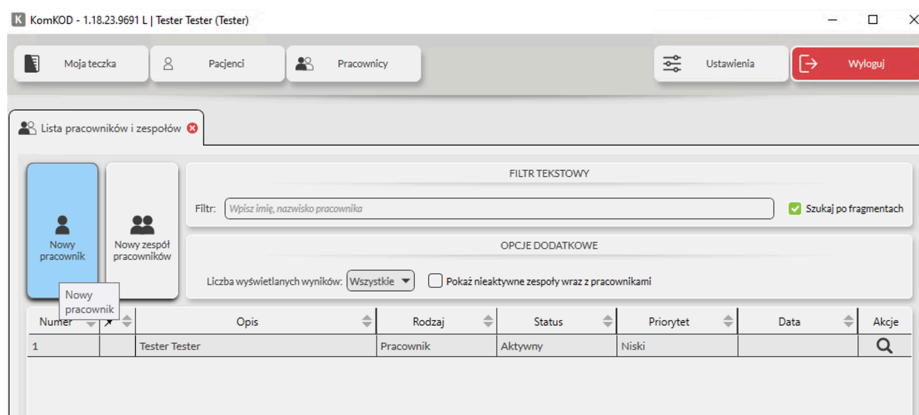 K KomKOD - 1.18.23.9691 L | Tester Tester (Tester)
Moja teczka
Pacjenci
Pracownicy
Ustawienia
Wyloguj
Lista pracowników i zespołów
Nowy
pracownik
Nowy zespół
pracowników
FILTR TEKSTOWY
Filtr: Wpisz imię, nazwisko pracownika
Szukaj po fragmentach
OPCJE DODATKOWE
Liczba wyświetlanych wyników: Wszystkie
Pokaż nieaktywne zespoły wraz z pracownikami
Nowy
pracownik
Numer Opis Rodzaj Status Priorytet Data Akcje
1 Tester Tester Pracownik Aktywny Niski